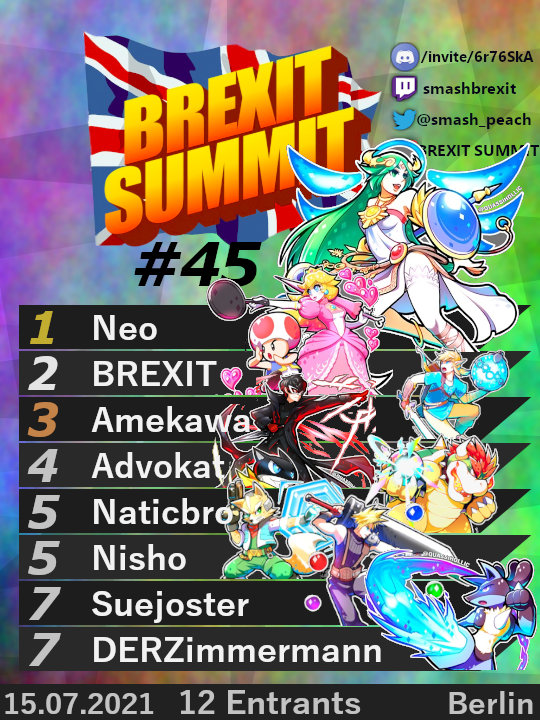 BREXIT
SUMMIT
#45
/invite/6r76SkA
smashbrexit
@smash_peach
BREXIT SUMMIT
@QUASAHOLLIC
1 Neo
2 BREXIT
3 Amekawa
4 Advokat
5 Naticbro
5 Nisho
7 Suejoster
7 DERZimmermann
15.07.2021 12 Entrants Berlin